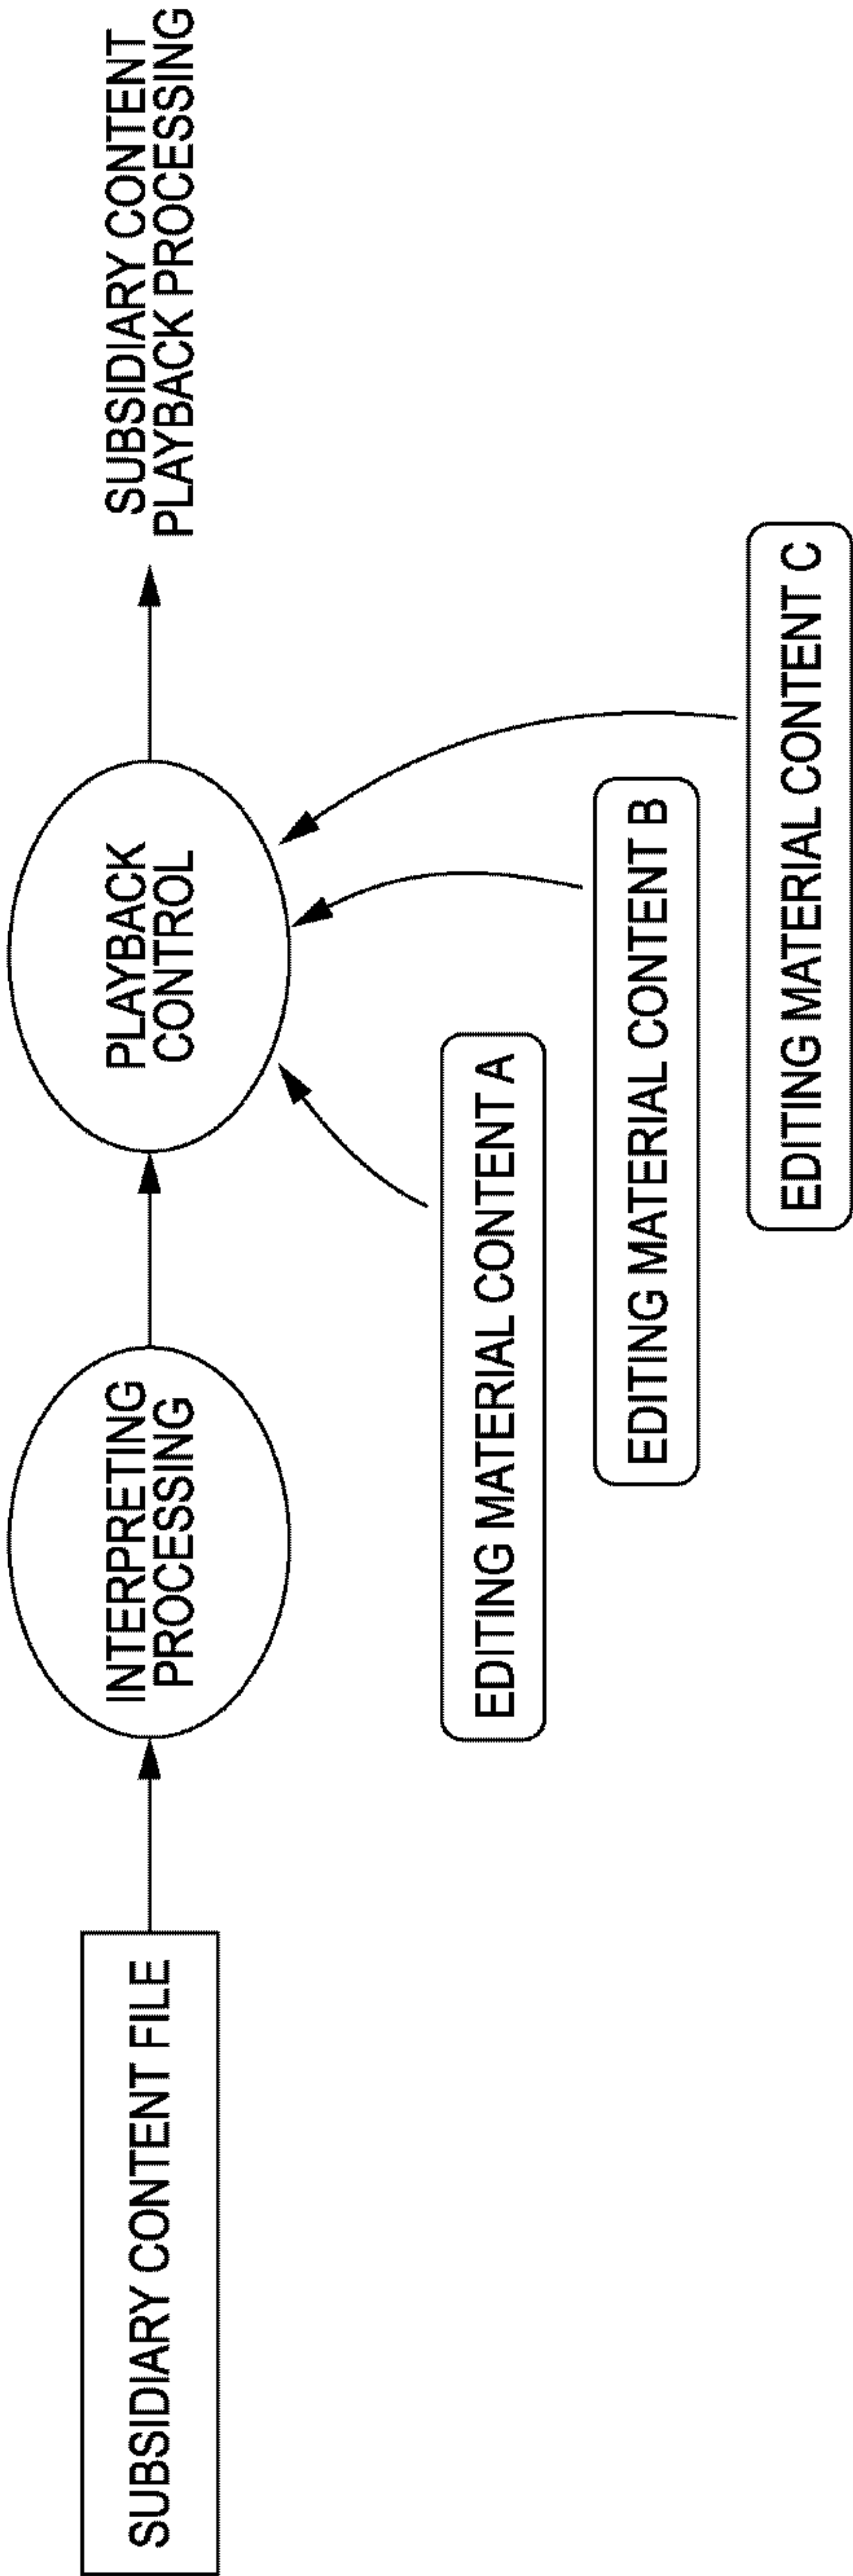 SUBSIDIARY CONTENT FILE
INTERPRETING
PROCESSING
PLAYBACK
CONTROL
SUBSIDIARY CONTENT
PLAYBACK PROCESSING
EDITING MATERIAL CONTENT A
EDITING MATERIAL CONTENT B
EDITING MATERIAL CONTENT C